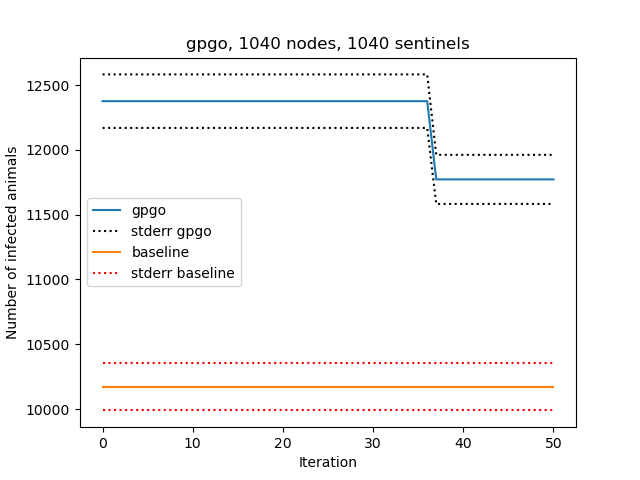 gpgo, 1040 nodes, 1040 sentinels
Number of infected animals
12500
12000
11500
11000
10500
10000
gpgo
stderr gpgo
baseline
stderr baseline
0
10
20
30
40
50
Iteration